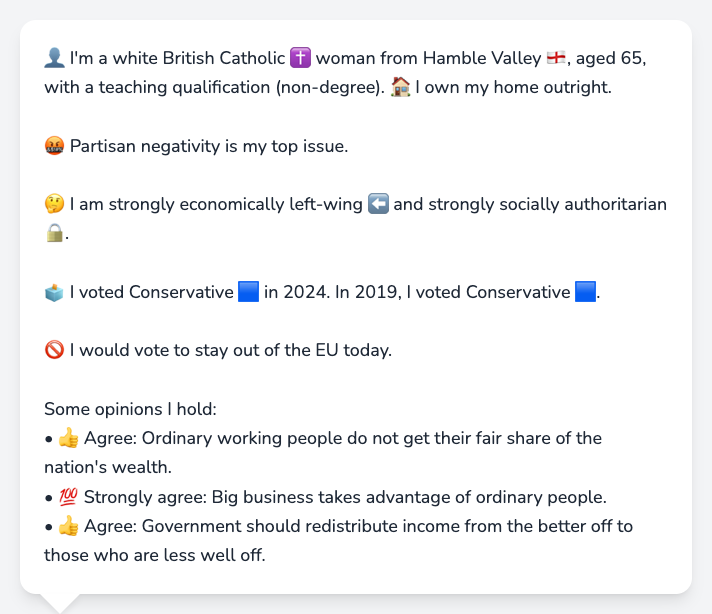 👤 I'm a white British Catholic ✝️ woman from Hamble Valley 🏴󠁧󠁢󠁥󠁮󠁧󠁿, aged 65,
with a teaching qualification (non-degree). 🏠 I own my home outright.
🤬 Partisan negativity is my top issue.
🤔 I am strongly economically left-wing ⬅️ and strongly socially authoritarian
🔒.
🗳️ I voted Conservative 🟦 in 2024. In 2019, I voted Conservative 🟦.
🚫 I would vote to stay out of the EU today.
Some opinions I hold:
• 👍 Agree: Ordinary working people do not get their fair share of the
nation's wealth.
• 💯 Strongly agree: Big business takes advantage of ordinary people.
• 👍 Agree: Government should redistribute income from the better off to
those who are less well off.